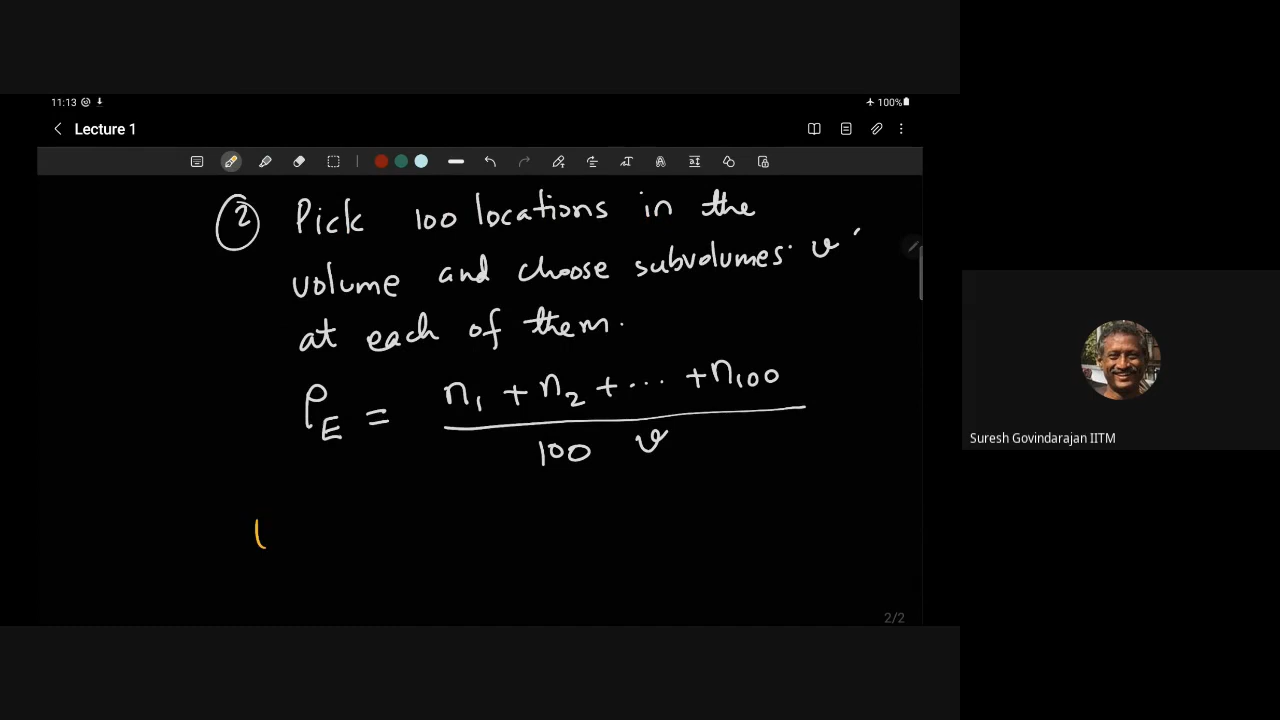 11:13
100%
Lecture 1
② Pick 100 locations in the
volume and choose subvolumes v
at each of them.
ρ_E = (n₁ + n₂ + ... + n₁₀₀) / (100 v)
Suresh Govindarajan IITM
2/2